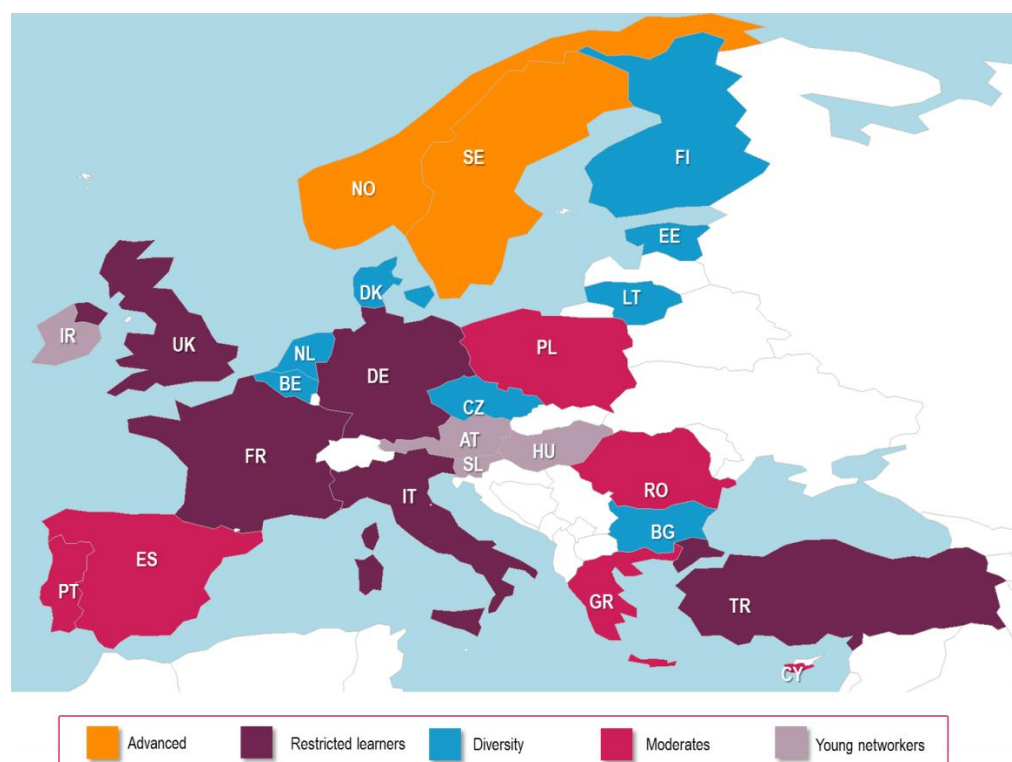 SE
FI
NO
EE
DK
LT
IR
UK
NL
PL
BE
DE
CZ
AT
HU
FR
SL
IT
RO
BG
ES
PT
GR
TR
CY
Advanced
Restricted learners
Diversity
Moderates
Young networkers